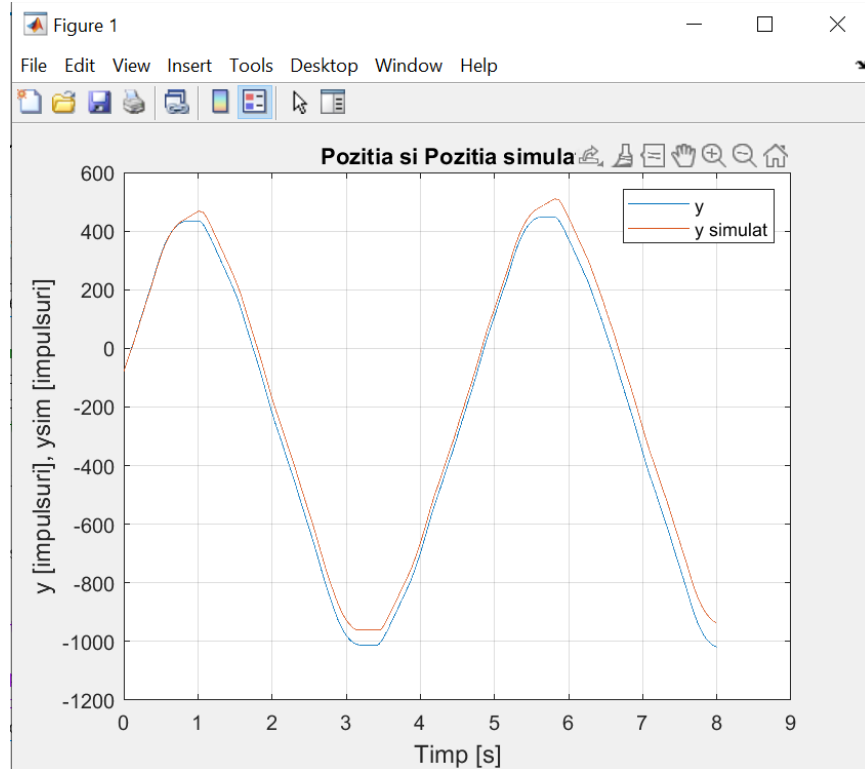 Figure 1
File Edit View Insert Tools Desktop Window Help
Pozitia si Pozitia simula
600
400
200
0
-200
-400
-600
-800
-1000
-1200
y [impulsuri], ysim [impulsuri]
y
y simulat
0 1 2 3 4 5 6 7 8 9
Timp [s]